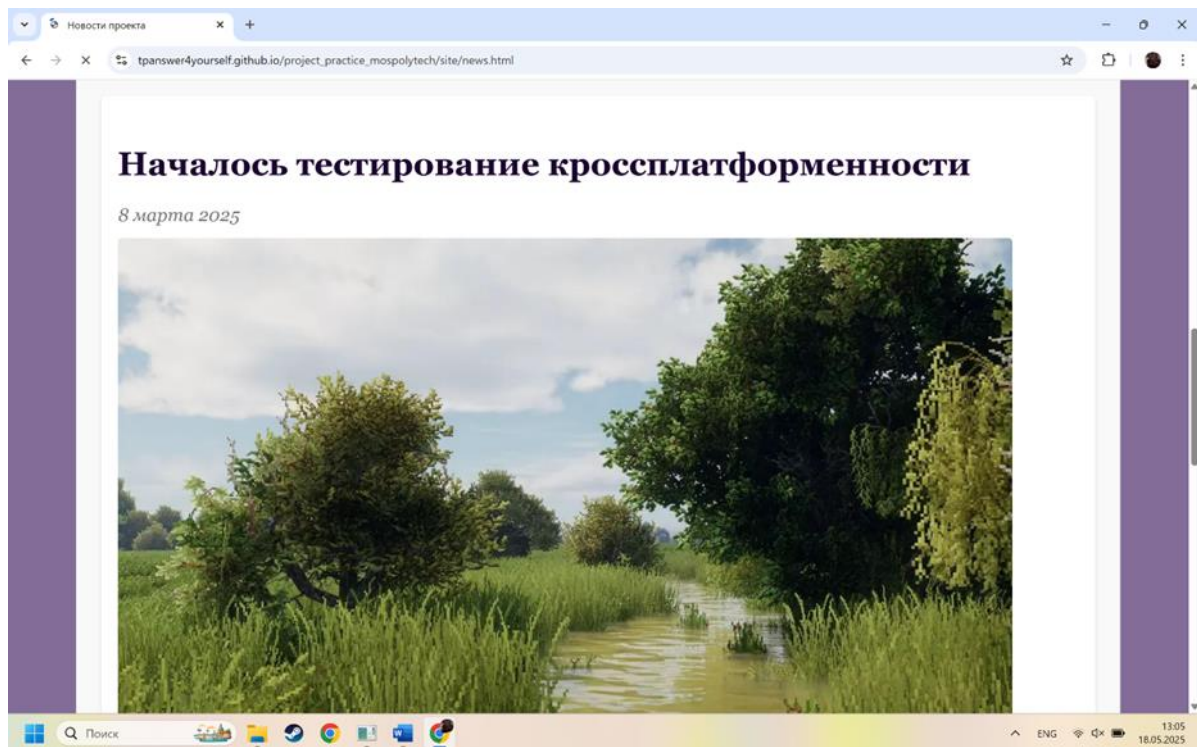 Новости проекта
tpanswer4yourself.github.io/project_practice_mospolytech/site/news.html
Началось тестирование кроссплатформенности
8 марта 2025
Поиск
ENG
13:05
18.05.2025